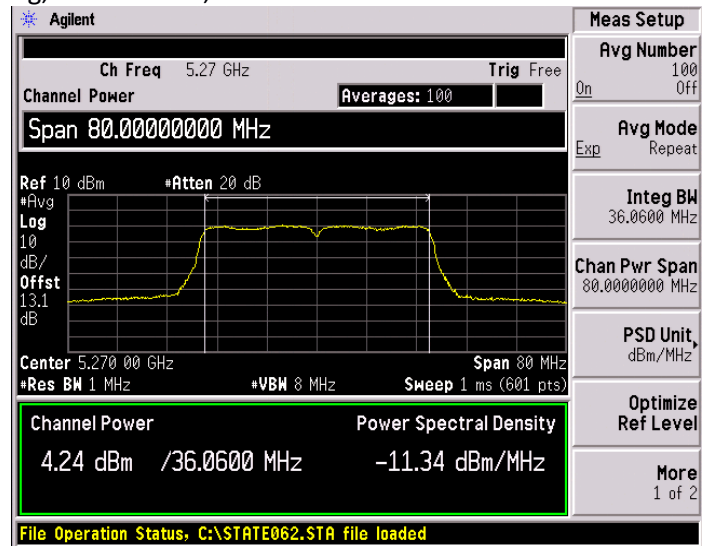 Agilent
Meas Setup
Ch Freq 5.27 GHz Trig Free
Channel Power Averages: 100
Span 80.00000000 MHz
Ref 10 dBm #Atten 20 dB
#Avg
Log
10
dB/
Offst
13.1
dB
Center 5.270 00 GHz Span 80 MHz
#Res BW 1 MHz #VBW 8 MHz Sweep 1 ms (601 pts)
Channel Power Power Spectral Density
4.24 dBm /36.0600 MHz -11.34 dBm/MHz
File Operation Status, C:\STATE062.STA file loaded
Avg Number
100
On Off
Avg Mode
Exp Repeat
Integ BW
36.0600 MHz
Chan Pwr Span
80.0000000 MHz
PSD Unit
dBm/MHz
Optimize
Ref Level
More
1 of 2